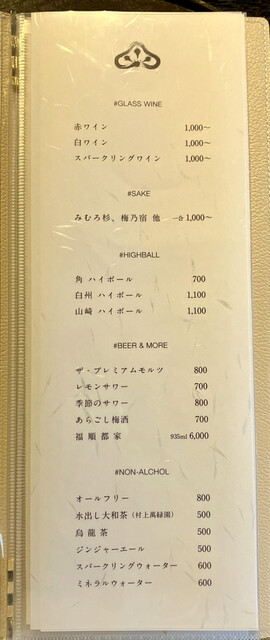 #GLASS WINE
赤ワイン 1,000～
白ワイン 1,000～
スパークリングワイン 1,000～
#SAKE
みむろ杉、梅乃宿 他 一合 1,000～
#HIGHBALL
角 ハイボール 700
白州 ハイボール 1,100
山崎 ハイボール 1,100
#BEER & MORE
ザ・プレミアムモルツ 800
レモンサワー 700
季節のサワー 800
あらごし梅酒 700
福 順 都 家 935ml 6,000
#NON-ALCHOL
オールフリー 800
水出し大和茶（村上萬緑園） 500
烏 龍 茶 500
ジンジャーエール 500
スパークリングウォーター 600
ミネラルウォーター 600